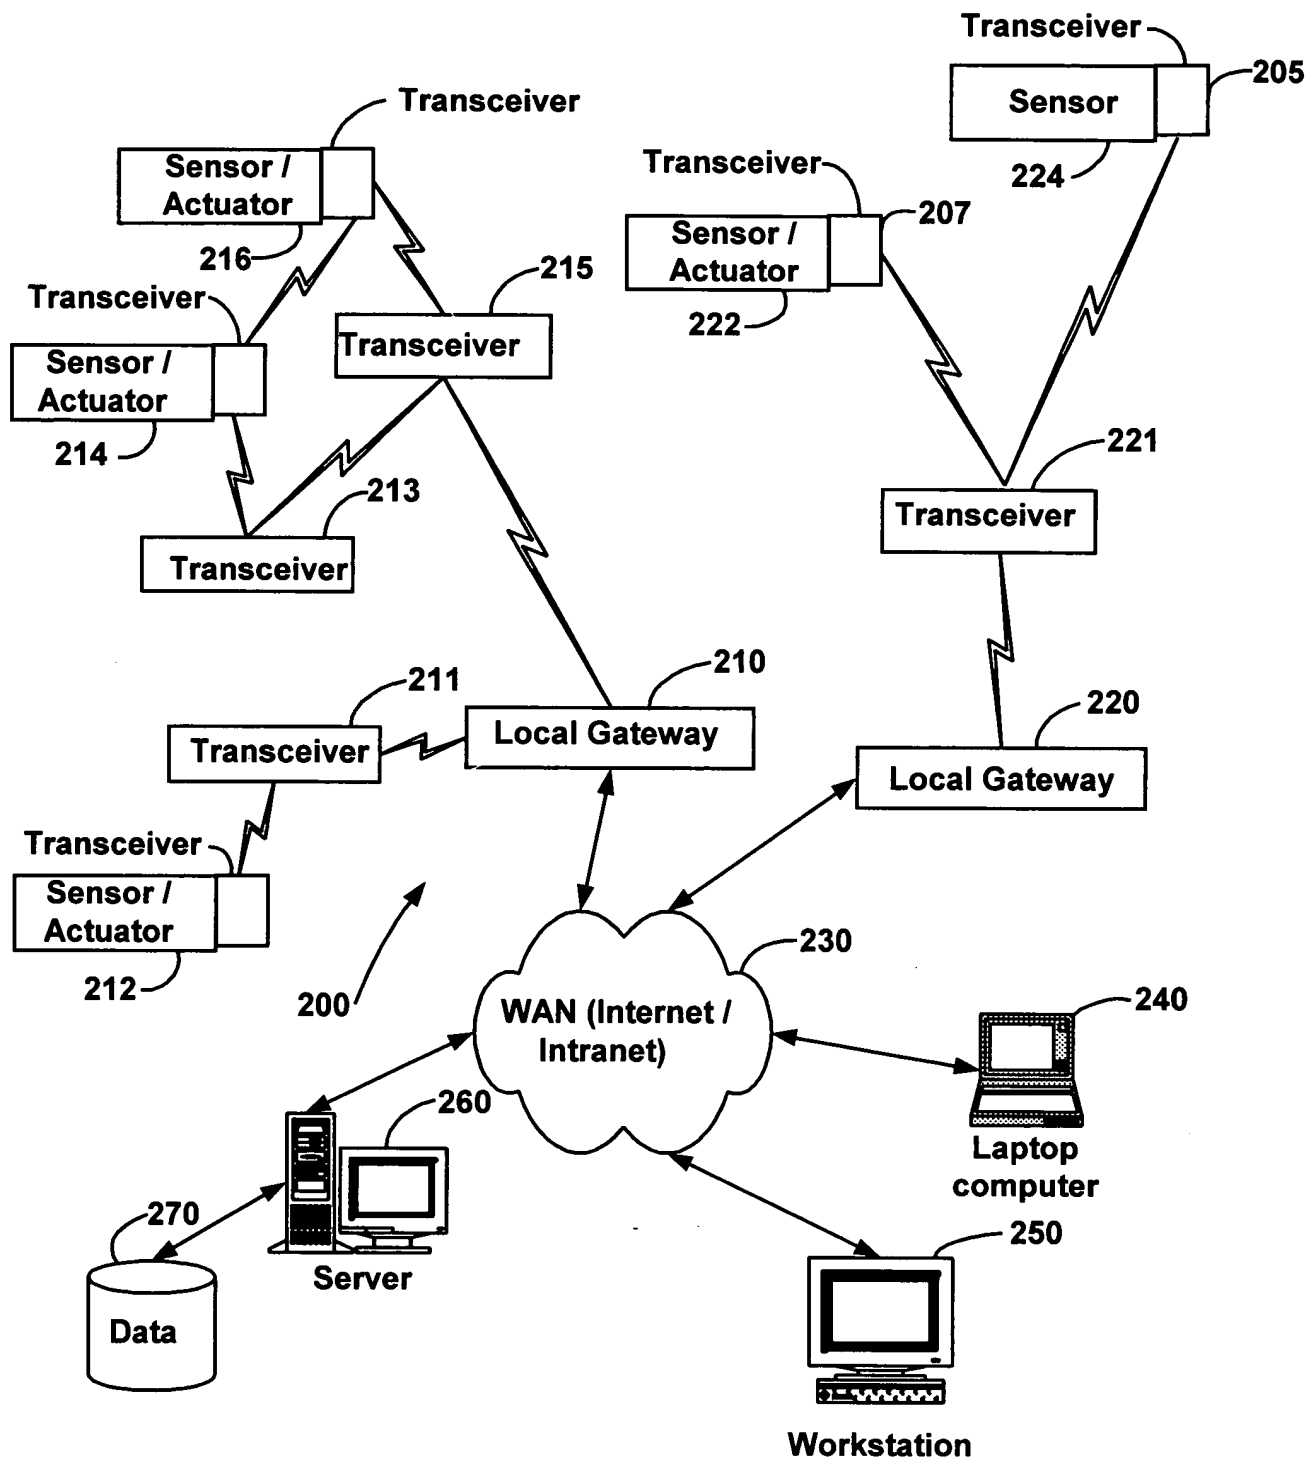 Transceiver
205
Sensor
224
Transceiver
Sensor /
Actuator
216
Transceiver
207
Sensor /
Actuator
222
215
Transceiver
Transceiver
Sensor /
Actuator
214
213
Transceiver
221
Transceiver
210
Local Gateway
211
Transceiver
220
Local Gateway
Transceiver
Sensor /
Actuator
212
200
230
WAN (Internet /
Intranet)
240
Laptop
computer
260
Server
270
Data
250
Workstation